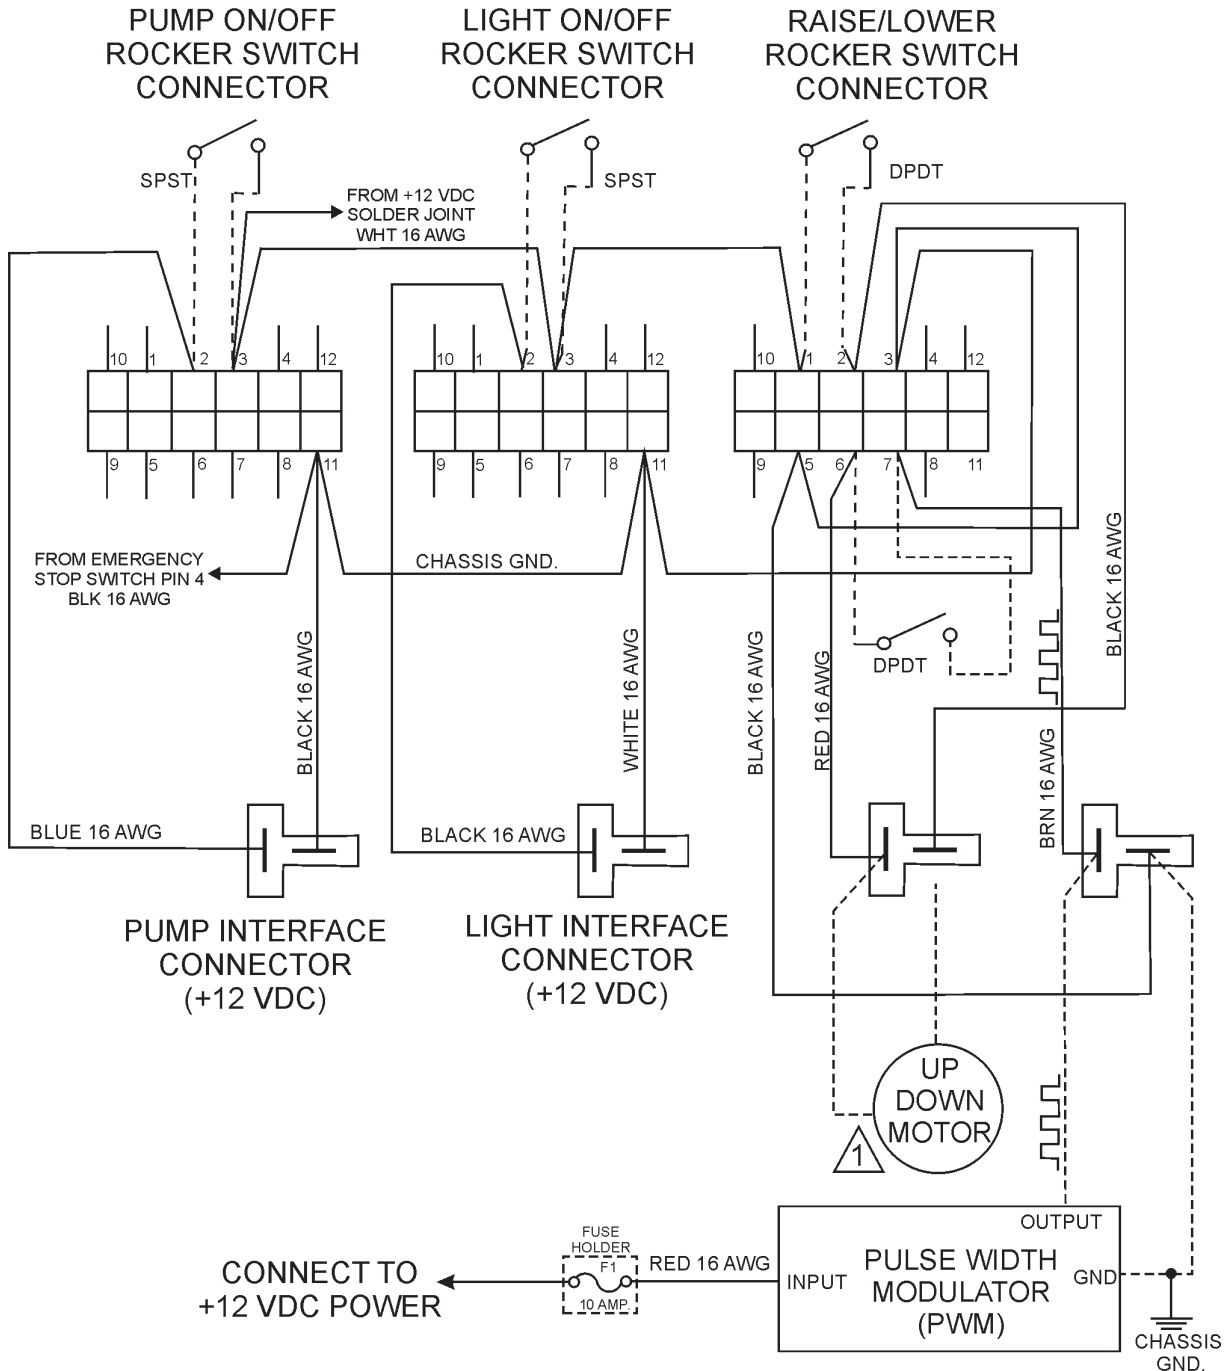 PUMP ON/OFF
ROCKER SWITCH
CONNECTOR
LIGHT ON/OFF
ROCKER SWITCH
CONNECTOR
RAISE/LOWER
ROCKER SWITCH
CONNECTOR
SPST
SPST
DPDT
FROM +12 VDC
SOLDER JOINT
WHT 16 AWG
10 1 2 3 4 12
9 5 6 7 8 11
10 1 2 3 4 12
9 5 6 7 8 11
10 1 2 3 4 12
9 5 6 7 8 11
FROM EMERGENCY
STOP SWITCH PIN 4
BLK 16 AWG
CHASSIS GND.
BLACK 16 AWG
WHITE 16 AWG
BLACK 16 AWG
RED 16 AWG
DPDT
BRN 16 AWG
BLACK 16 AWG
BLUE 16 AWG
BLACK 16 AWG
PUMP INTERFACE
CONNECTOR
(+12 VDC)
LIGHT INTERFACE
CONNECTOR
(+12 VDC)
UP
DOWN
MOTOR
1
OUTPUT
PULSE WIDTH
MODULATOR
(PWM)
INPUT
GND
CHASSIS
GND.
FUSE
HOLDER
F1
10 AMP.
RED 16 AWG
CONNECT TO
+12 VDC POWER